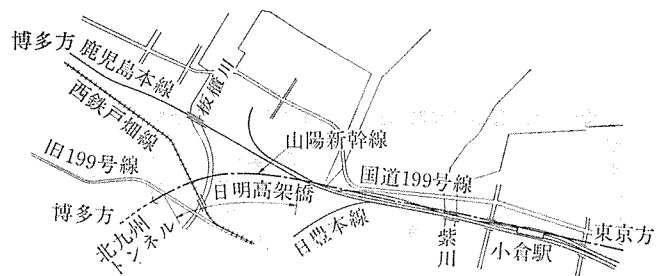 博多方
鹿児島本線
板櫃川
西鉄戸畑線
山陽新幹線
旧199号線
国道199号線
日明高架橋
博多方
北九州
トンネル
日豊本線
紫川
小倉駅
東京方